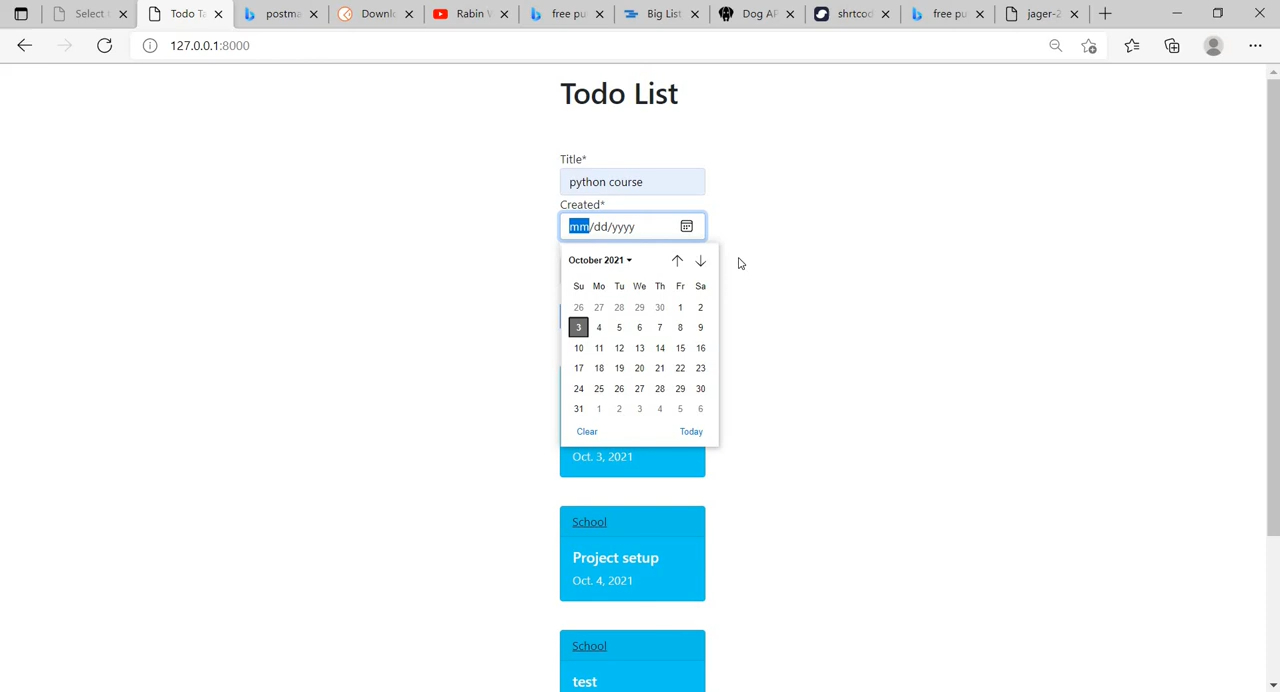 Select t
Todo Ta
postma
Downlo
Rabin V
free pu
Big List
Dog AP
shrtcod
free pu
jager-2
127.0.0.1:8000
Todo List
Title*
python course
Created*
mm/dd/yyyy
October 2021
Su Mo Tu We Th Fr Sa
26 27 28 29 30 1 2
3 4 5 6 7 8 9
10 11 12 13 14 15 16
17 18 19 20 21 22 23
24 25 26 27 28 29 30
31 1 2 3 4 5 6
Clear Today
Oct. 3, 2021
School
Project setup
Oct. 4, 2021
School
test